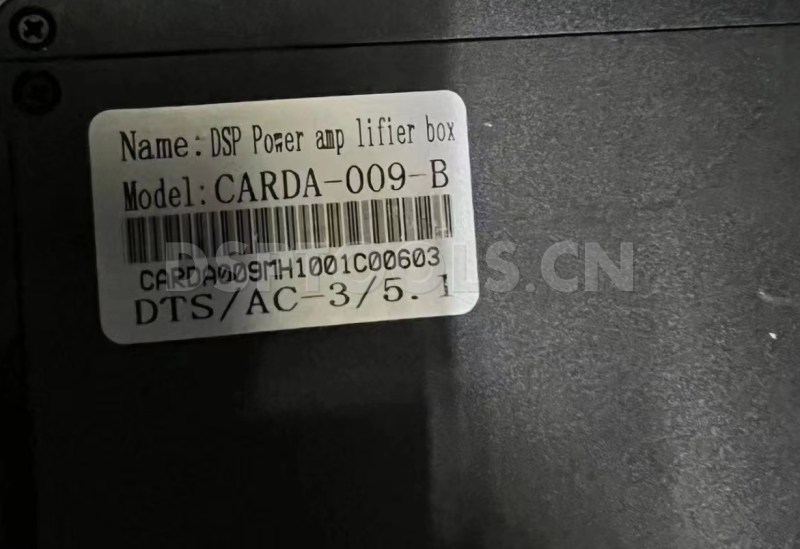 Name:DSP Power amp lifier box
Model:CARDA-009-B
DSPTOOLS.CN
CARDA009MH1001C00603
DTS/AC-3/5.1